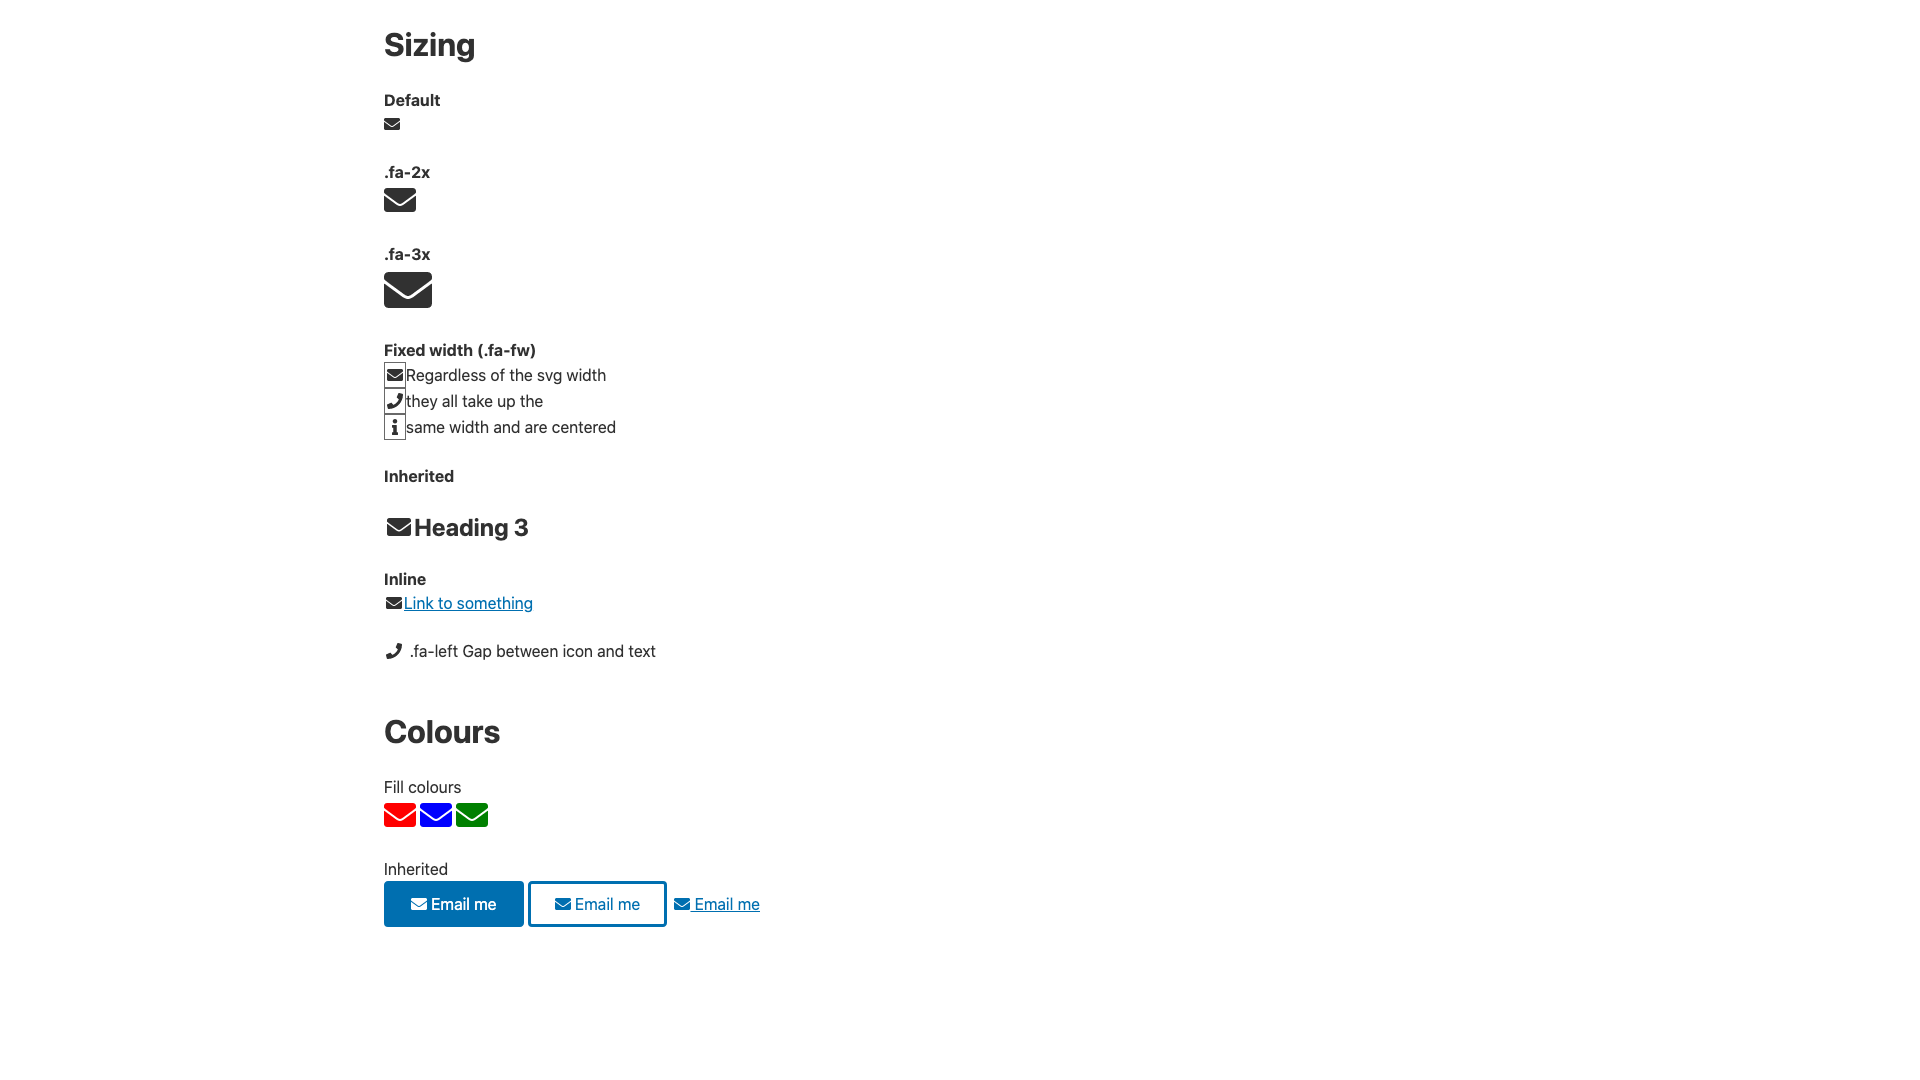 Sizing
Default
.fa-2x
.fa-3x
Fixed width (.fa-fw)
Regardless of the svg width
they all take up the
same width and are centered
Inherited
Heading 3
Inline
Link to something
.fa-left Gap between icon and text
Colours
Fill colours
Inherited
Email me Email me Email me